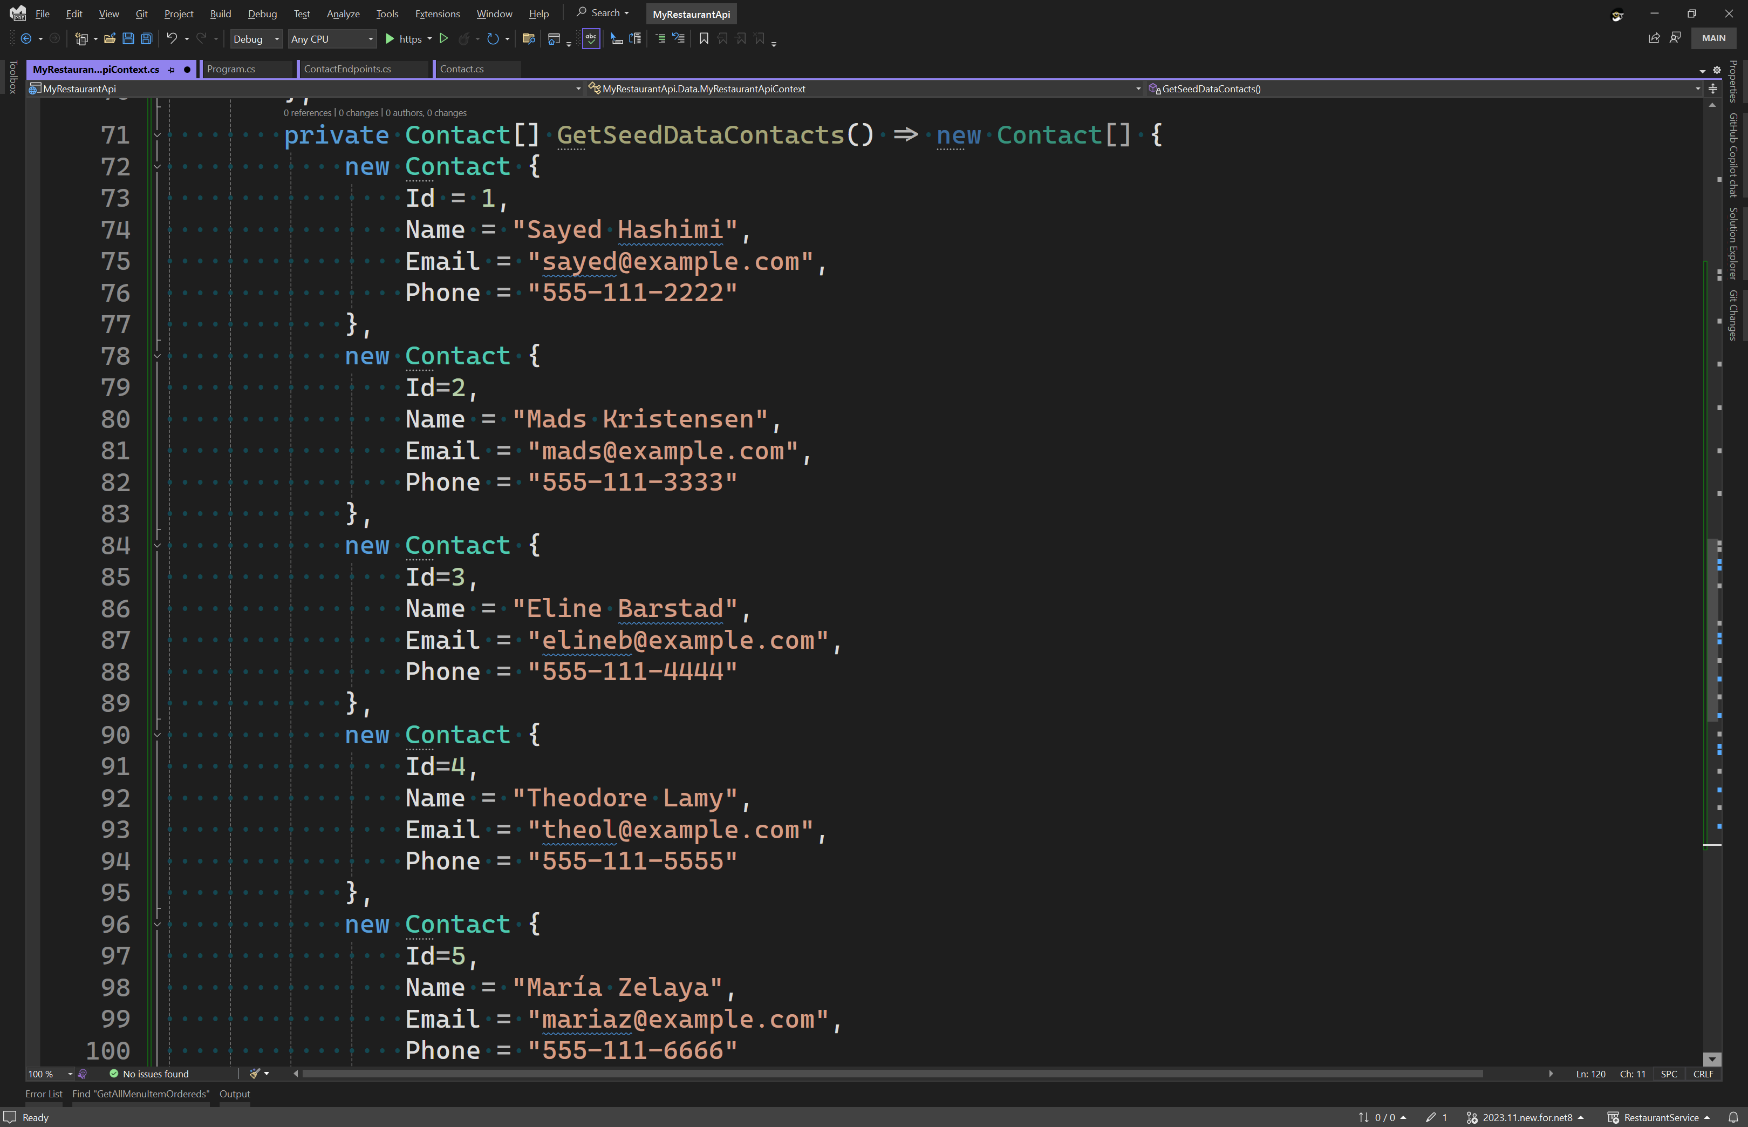 File Edit View Git Project Build Debug Test Analyze Tools Extensions Window Help Search MyRestaurantApi
Debug Any CPU https MAIN
MyRestauran...piContext.cs Program.cs ContactEndpoints.cs Contact.cs
MyRestaurantApi MyRestaurantApi.Data.MyRestaurantApiContext GetSeedDataContacts()
Toolbox
Properties
GitHub Copilot chat
Solution Explorer
Git Changes
0 references | 0 changes | 0 authors, 0 changes
71 private Contact[] GetSeedDataContacts() => new Contact[] {
72 new Contact {
73 Id = 1,
74 Name = "Sayed Hashimi",
75 Email = "sayed@example.com",
76 Phone = "555-111-2222"
77 },
78 new Contact {
79 Id=2,
80 Name = "Mads Kristensen",
81 Email = "mads@example.com",
82 Phone = "555-111-3333"
83 },
84 new Contact {
85 Id=3,
86 Name = "Eline Barstad",
87 Email = "elineb@example.com",
88 Phone = "555-111-4444"
89 },
90 new Contact {
91 Id=4,
92 Name = "Theodore Lamy",
93 Email = "theol@example.com",
94 Phone = "555-111-5555"
95 },
96 new Contact {
97 Id=5,
98 Name = "María Zelaya",
99 Email = "mariaz@example.com",
100 Phone = "555-111-6666"
100 % No issues found Ln: 120 Ch: 11 SPC CRLF
Error List Find "GetAllMenuItemOrdereds" Output
Ready 0 / 0 1 2023.11.new.for.net8 RestaurantService